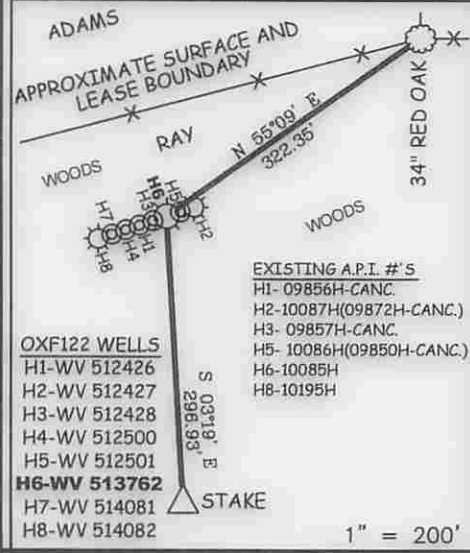 ADAMS
APPROXIMATE SURFACE AND
LEASE BOUNDARY
RAY
WOODS
N 55°09' E
322.35'
34" RED OAK
WOODS
H7
H3
H6
H5
H8
H4
H1
H2
EXISTING A.P.I. #'S
H1- 09856H-CANC.
H2-10087H(09872H-CANC.)
H3- 09857H-CANC.
H5- 10086H(09850H-CANC.)
H6-10085H
H8-10195H
OXF122 WELLS
H1-WV 512426
H2-WV 512427
H3-WV 512428
H4-WV 512500
H5-WV 512501
H6-WV 513762
H7-WV 514081
H8-WV 514082
S 03°19' E
296.93'
STAKE
1" = 200'